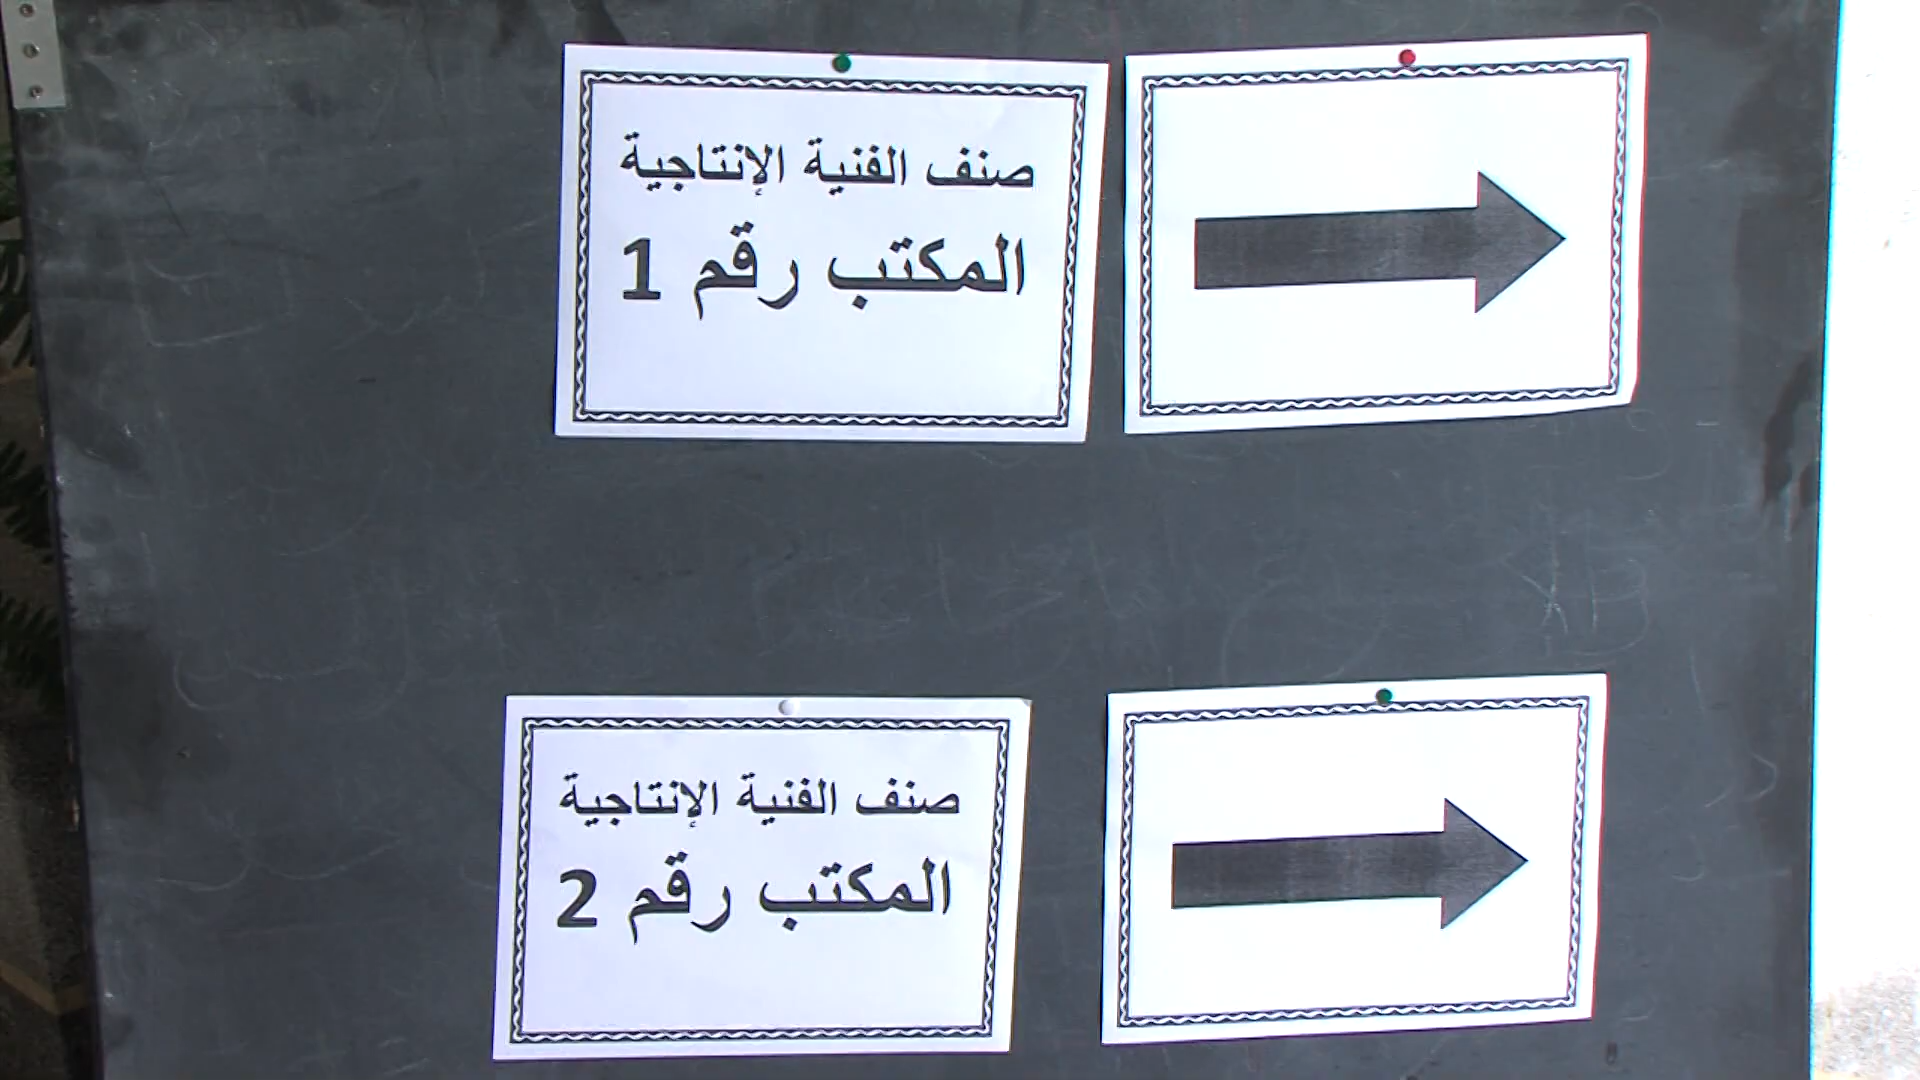 صنف الفنية الإنتاجية
المكتب رقم 1
صنف الفنية الإنتاجية
المكتب رقم 2